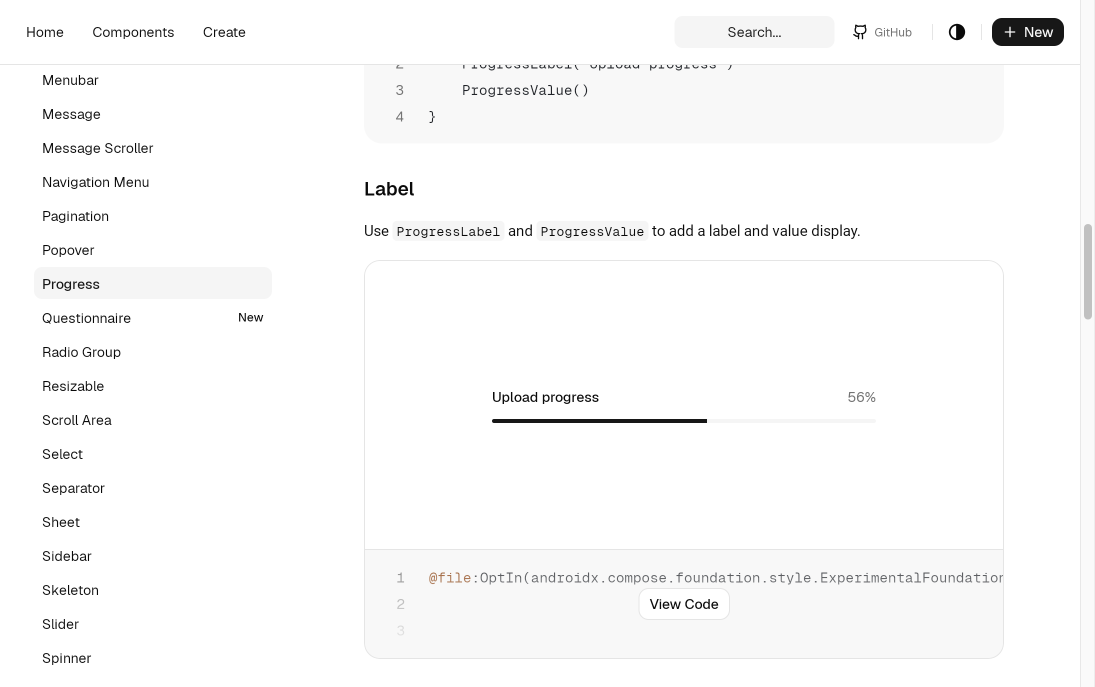 Home
Components
Create
Search...
GitHub
New
Menubar
Message
Message Scroller
Navigation Menu
Pagination
Popover
Progress
Questionnaire New
Radio Group
Resizable
Scroll Area
Select
Separator
Sheet
Sidebar
Skeleton
Slider
Spinner
2 ProgressLabel("Upload progress")
3 ProgressValue()
4 }
Label
Use ProgressLabel and ProgressValue to add a label and value display.
Upload progress 56%
1 @file:OptIn(androidx.compose.foundation.style.ExperimentalFoundation
2
View Code
3